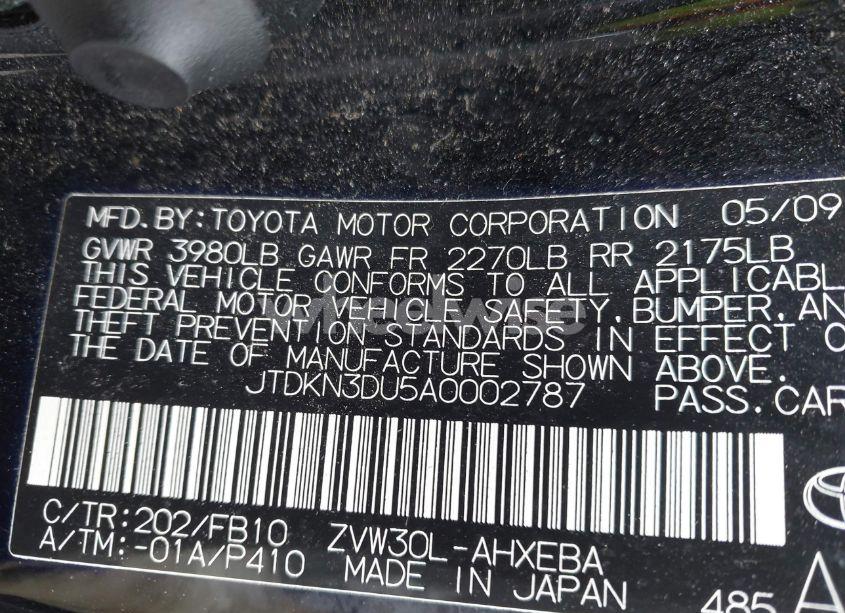 MFD.BY:TOYOTA MOTOR CORPORATION 05/09
GVWR 3980LB GAWR FR 2270LB RR 2175LB
THIS VEHICLE CONFORMS TO ALL APPLICABL
FEDERAL MOTOR VEHICLE SAFETY, BUMPER, AN
THEFT PREVENTION STANDARDS IN EFFECT O
THE DATE OF MANUFACTURE SHOWN ABOVE.
JTDKN3DU5A0002787 PASS.CAR
C/TR:202/FB10 ZVW30L-AHXEBA
A/TM:-01A/P410 MADE IN JAPAN 485 A